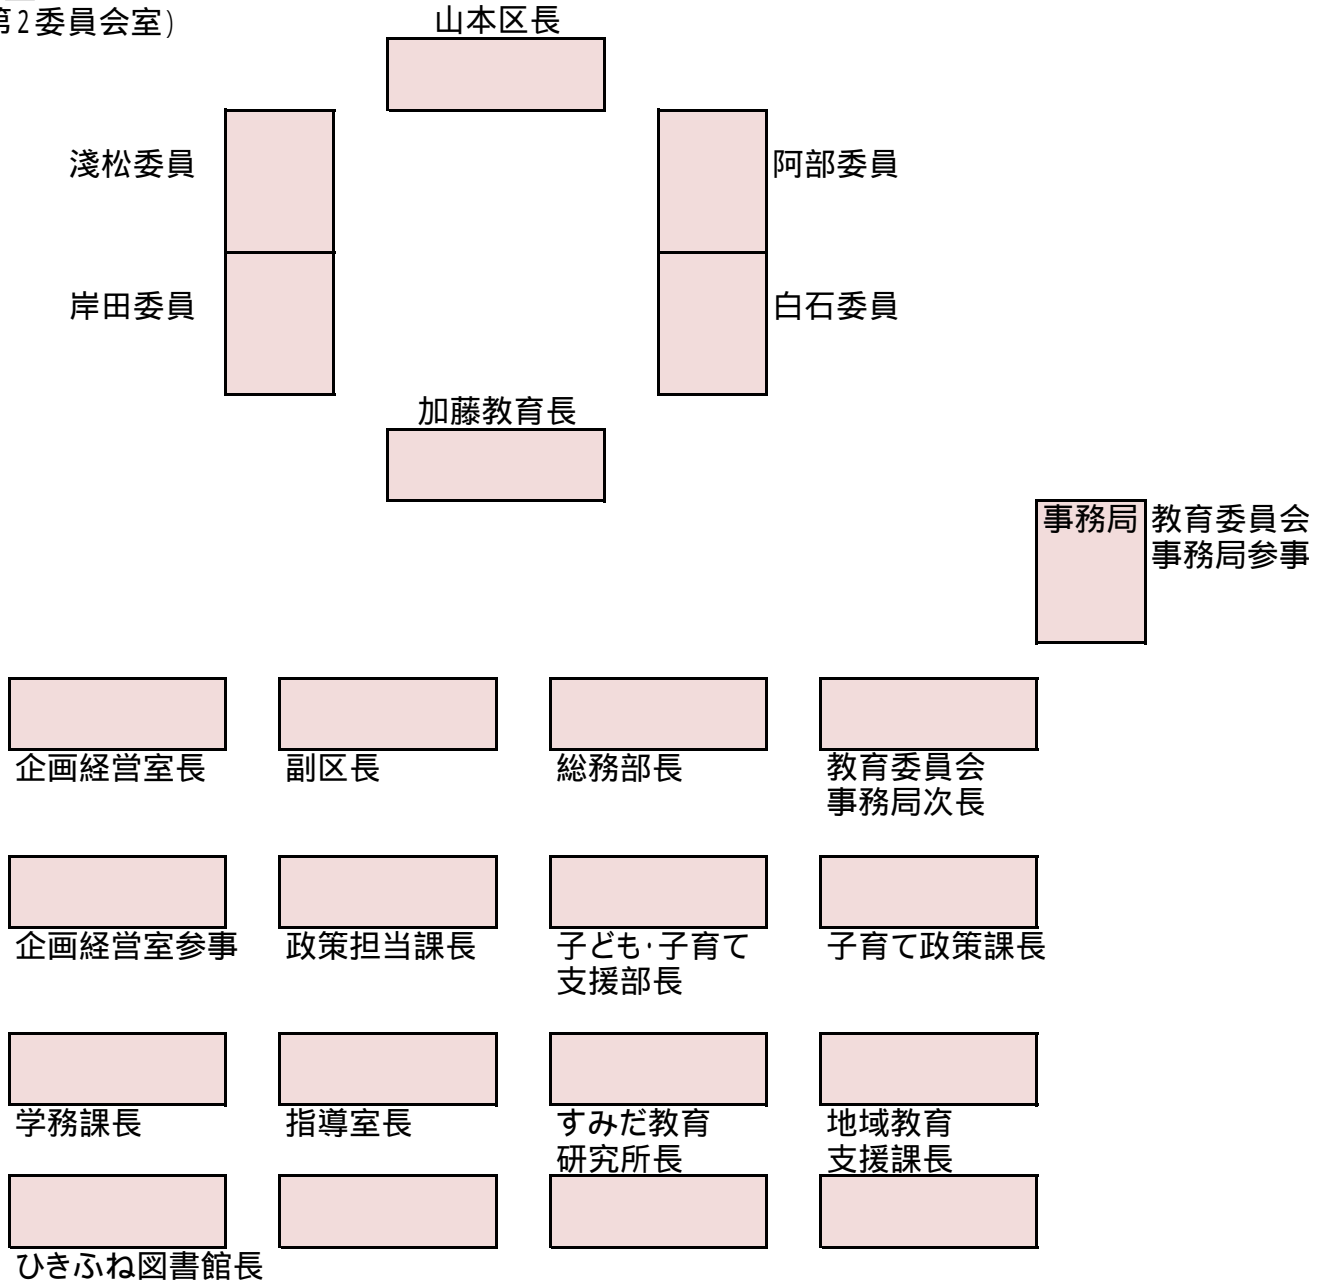 第2委員会室)
山本区長
淺松委員
阿部委員
岸田委員
白石委員
加藤教育長
事務局
教育委員会
事務局参事
企画経営室長
副区長
総務部長
教育委員会
事務局次長
企画経営室参事
政策担当課長
子ども・子育て
支援部長
子育て政策課長
学務課長
指導室長
すみだ教育
研究所長
地域教育
支援課長
ひきふね図書館長